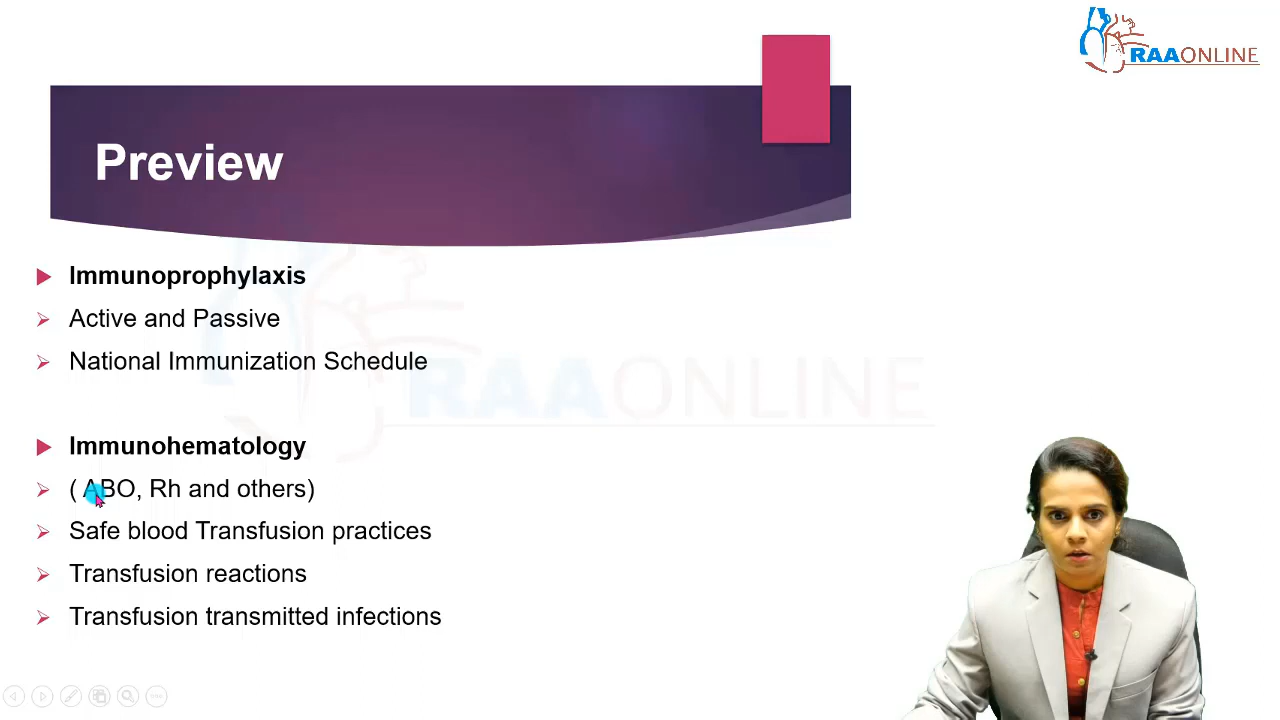 RAAONLINE
Preview
Immunoprophylaxis
Active and Passive
National Immunization Schedule
RAAONLINE
Immunohematology
( ABO, Rh and others)
Safe blood Transfusion practices
Transfusion reactions
Transfusion transmitted infections